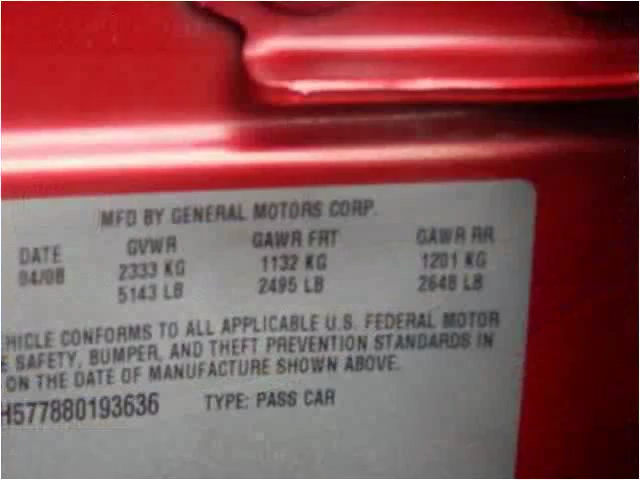 MFD BY GENERAL MOTORS CORP.
DATE GVWR GAWR FRT GAWR RR
04/08 2333 KG 1132 KG 1201 KG
5143 LB 2495 LB 2648 LB
EHICLE CONFORMS TO ALL APPLICABLE U.S. FEDERAL MOTOR
E SAFETY, BUMPER, AND THEFT PREVENTION STANDARDS IN
ON THE DATE OF MANUFACTURE SHOWN ABOVE.
H577880193636 TYPE: PASS CAR